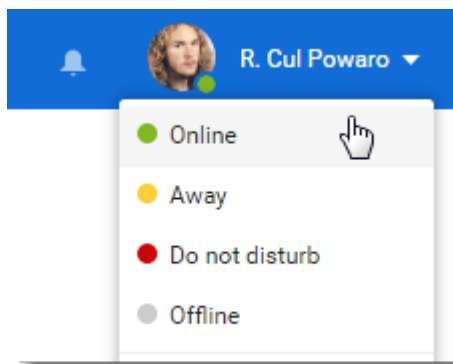 R. Cul Powaro
Online
Away
Do not disturb
Offline